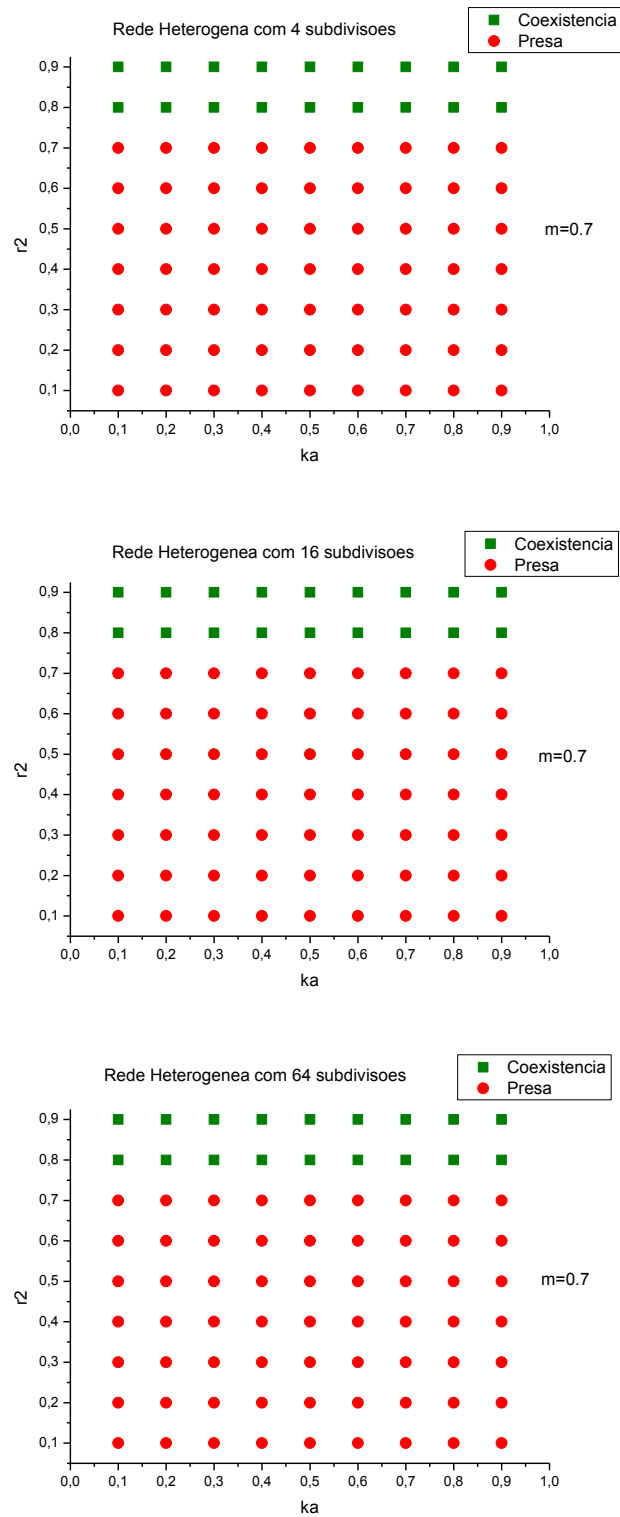 Rede Heterogena com 4 subdivisoes
Coexistencia
Presa
0,9
0,8
0,7
0,6
0,5
0,4
0,3
0,2
0,1
r2
m=0.7
0,0 0,1 0,2 0,3 0,4 0,5 0,6 0,7 0,8 0,9 1,0
ka
Rede Heterogenea com 16 subdivisoes
Coexistencia
Presa
0,9
0,8
0,7
0,6
0,5
0,4
0,3
0,2
0,1
r2
m=0.7
0,0 0,1 0,2 0,3 0,4 0,5 0,6 0,7 0,8 0,9 1,0
ka
Rede Heterogenea com 64 subdivisoes
Coexistencia
Presa
0,9
0,8
0,7
0,6
0,5
0,4
0,3
0,2
0,1
r2
m=0.7
0,0 0,1 0,2 0,3 0,4 0,5 0,6 0,7 0,8 0,9 1,0
ka